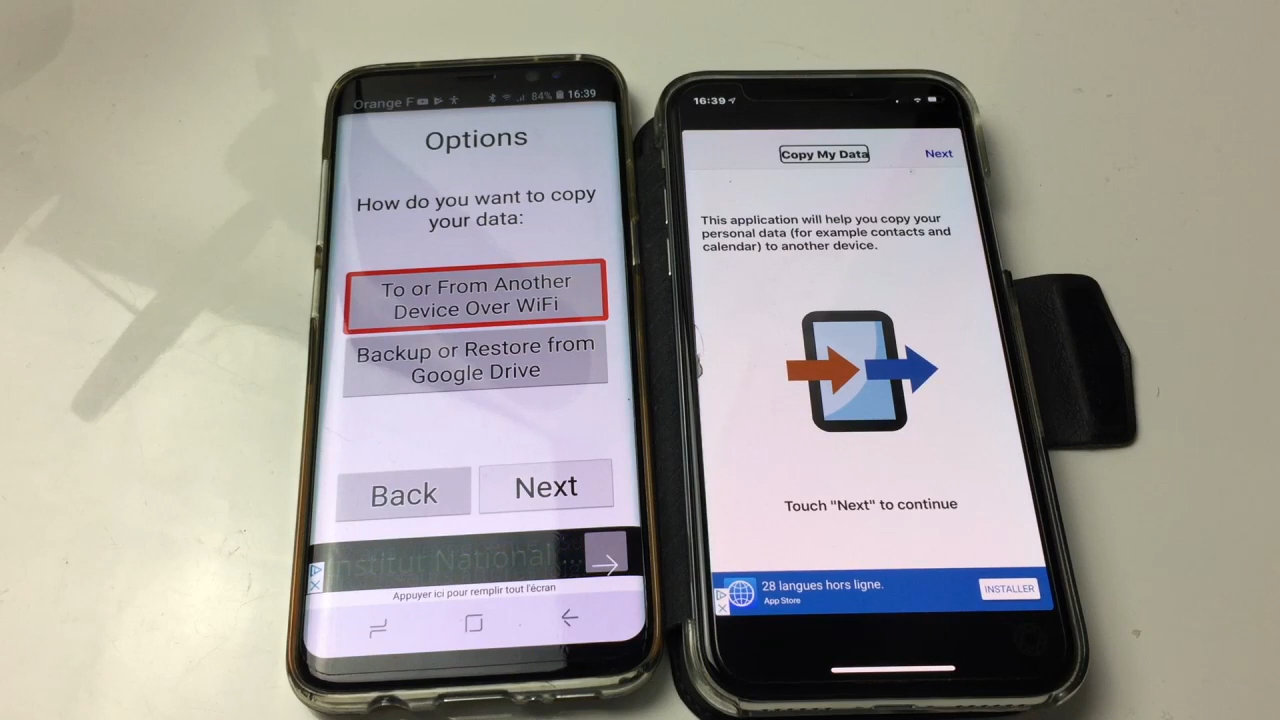 Orange F 84% 16:39
Options
How do you want to copy
your data:
To or From Another
Device Over WiFi
Backup or Restore from
Google Drive
Back
Next
Institut National ...
Appuyer ici pour remplir tout l'écran
16:39
Copy My Data
Next
This application will help you copy your
personal data (for example contacts and
calendar) to another device.
Touch "Next" to continue
28 langues hors ligne.
App Store
INSTALLER